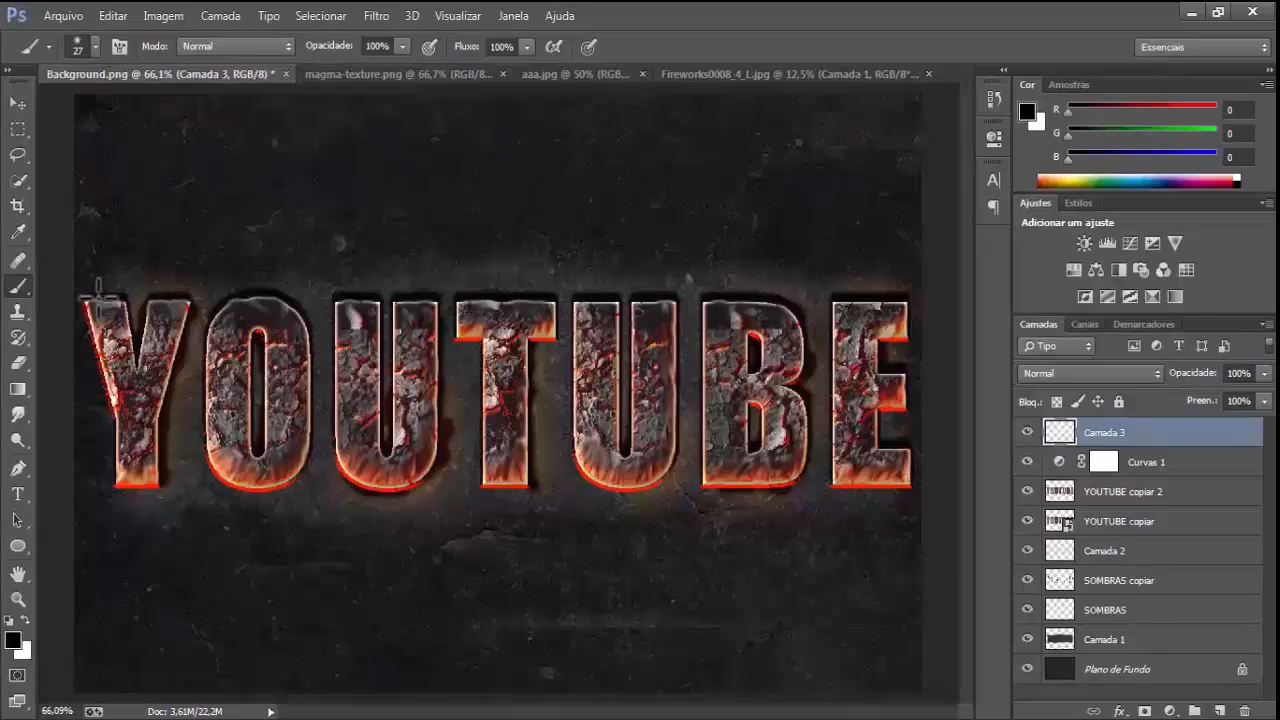 Ps Arquivo Editar Imagem Camada Tipo Selecionar Filtro 3D Visualizar Janela Ajuda
27 Modo: Normal Opacidade: 100% Fluxo: 100% Essenciais
Background.png @ 66,1% (Camada 3, RGB/8) * × magma-texture.png @ 66,7% (RGB/8... × aaa.jpg @ 50% (RGB... × Fireworks0008_4_L.jpg @ 12,5% (Camada 1, RGB/8*... ×
Cor Amostras
R 0
G 0
B 0
Ajustes Estilos
Adicionar um ajuste
YOUTUBE
Camadas Canais Demarcadores
Tipo
Normal Opacidade: 100%
Bloq.: Preen.: 100%
Camada 3
Curvas 1
YOUTUBE copiar 2
YOUTUBE copiar
Camada 2
SOMBRAS copiar
SOMBRAS
Camada 1
Plano de Fundo
66,09% Doc: 3,61M/22,2M